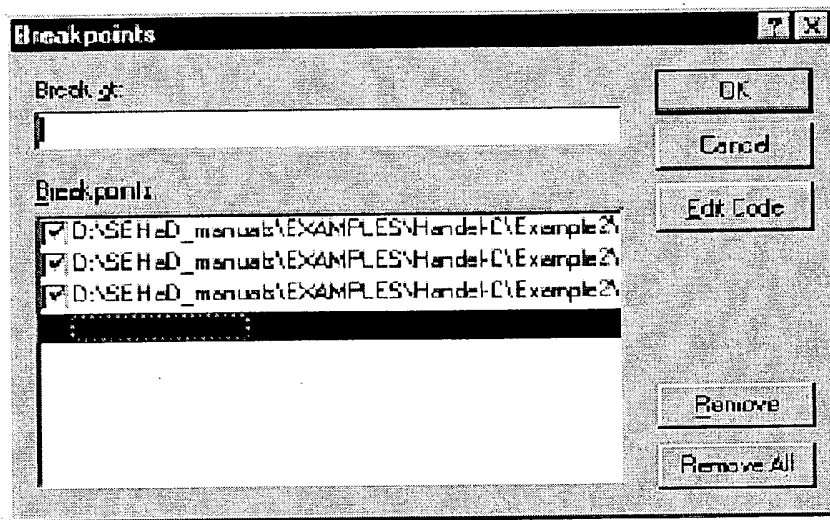 Breakpoints
Break at:
OK
Cancel
Breakpoints:
Edit Code
D:\SEHaD_manuals\EXAMPLES\Handel-C\Example2\
D:\SEHaD_manuals\EXAMPLES\Handel-C\Example2\
D:\SEHaD_manuals\EXAMPLES\Handel-C\Example2\
Remove
Remove All